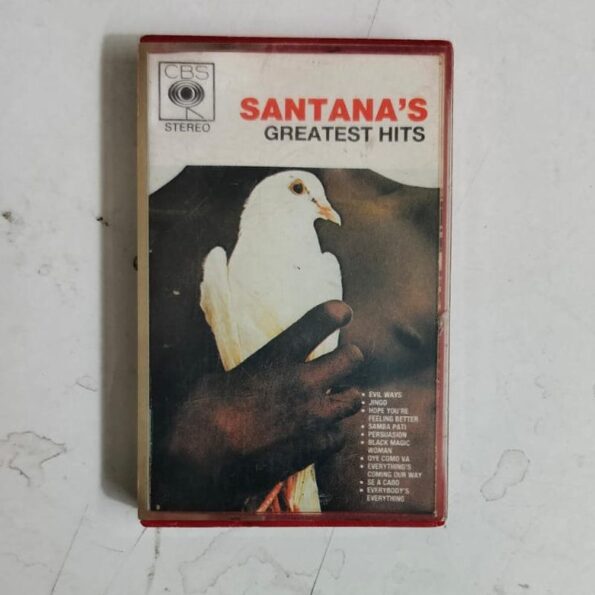 CBS
STEREO
SANTANA'S
GREATEST HITS
• EVIL WAYS
• JINGO
• HOPE YOU'RE
FEELING BETTER
• SAMBA PATI
• PERSUASION
• BLACK MAGIC
WOMAN
• OYE COMO VA
• EVERYTHING'S
COMING OUR WAY
• SE A CABO
• EVERYBODY'S
EVERYTHING